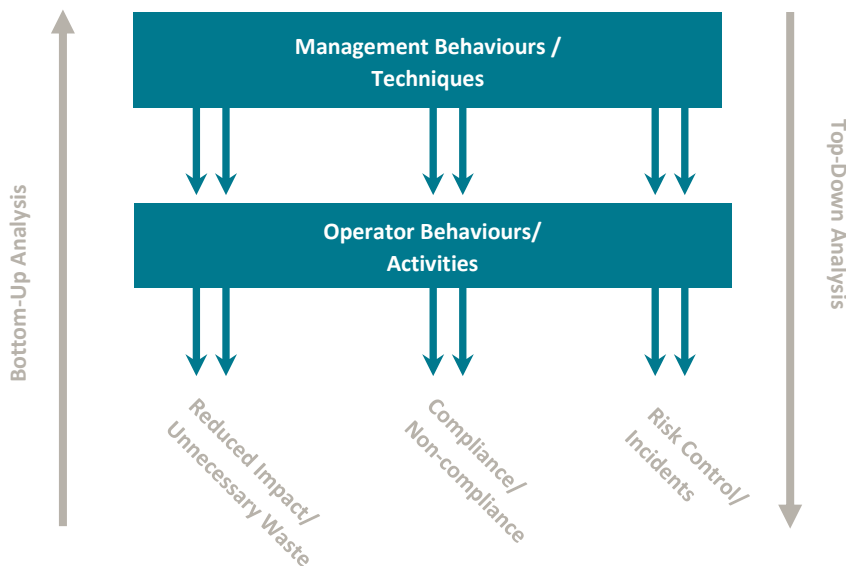 Management Behaviours /
Techniques
Bottom-Up Analysis
Top-Down Analysis
Operator Behaviours/
Activities
Reduced Impact/
Unnecessary Waste
Compliance/
Non-compliance
Risk Control/
Incidents